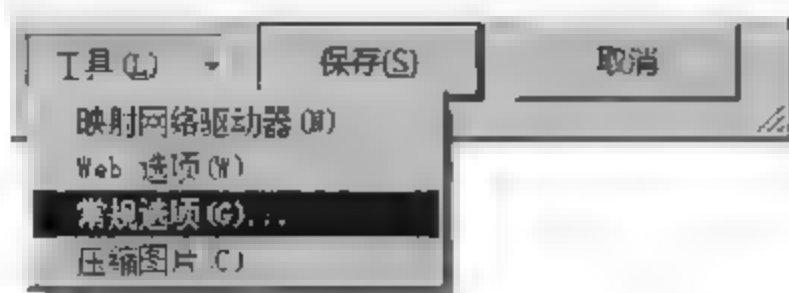 工具(L) 保存(S) 取消
映射网络驱动器(N)
Web 选项(W)
常规选项(G)...
压缩图片(C)